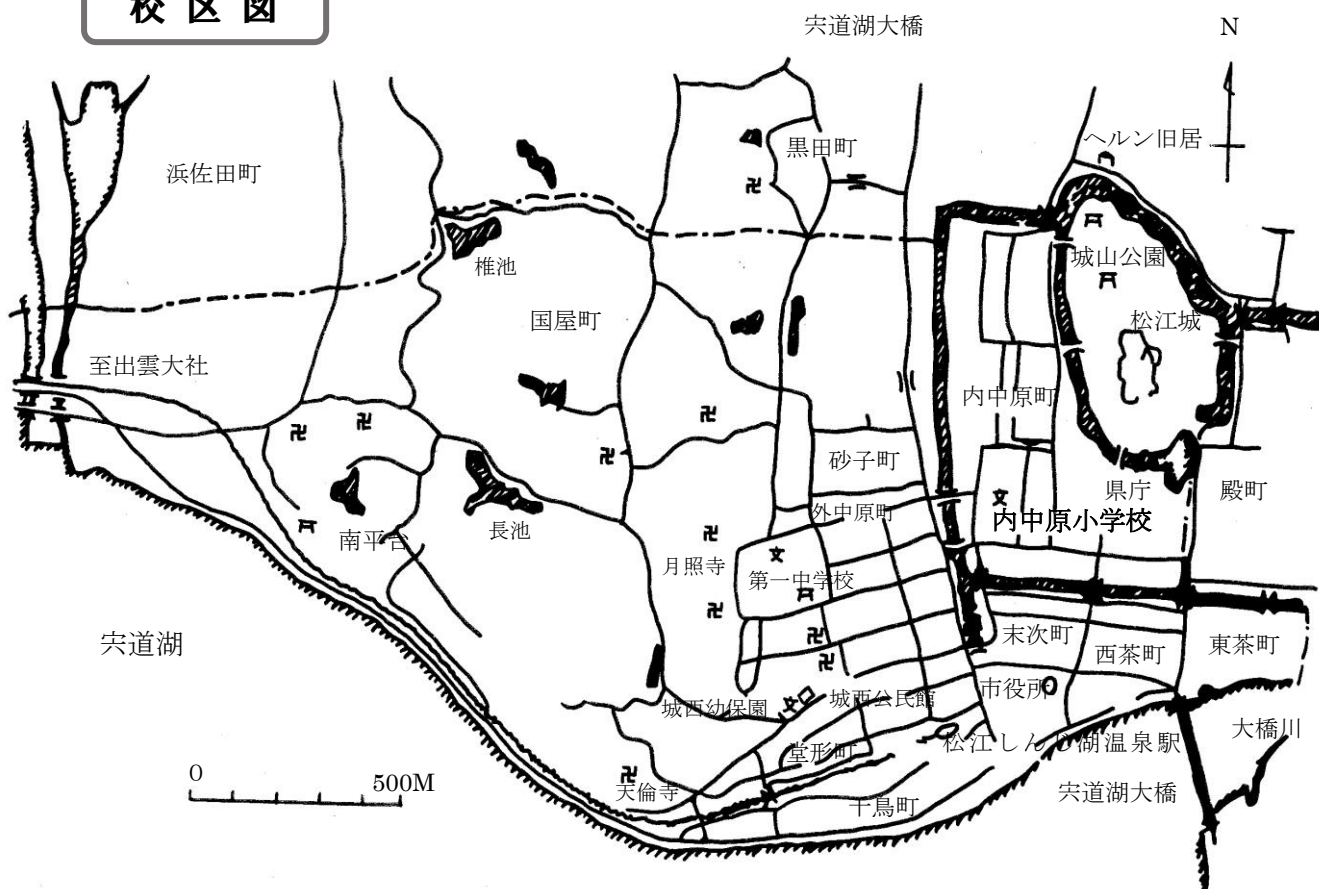 校区図
宍道湖大橋
N
ヘルン旧居
黒田町
浜佐田町
城山公園
椎池
国屋町
松江城
至出雲大社
内中原町
砂子町
県庁
殿町
外中原町
内中原小学校
南平台
長池
月照寺
第一中学校
宍道湖
末次町
西茶町
東茶町
市役所
城西幼保園
城西公民館
大橋川
松江しんじ湖温泉駅
堂形町
0
500M
天倫寺
千鳥町
宍道湖大橋